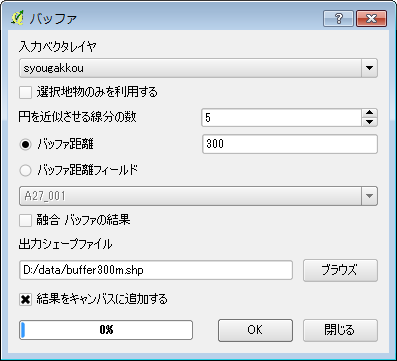 バッファ
入力ベクタレイヤ
syougakkou
選択地物のみを利用する
円を近似させる線分の数
5
バッファ距離
300
バッファ距離フィールド
A27_001
融合 バッファの結果
出力シェープファイル
D:/data/buffer300m.shp
ブラウズ
結果をキャンバスに追加する
0%
OK
閉じる